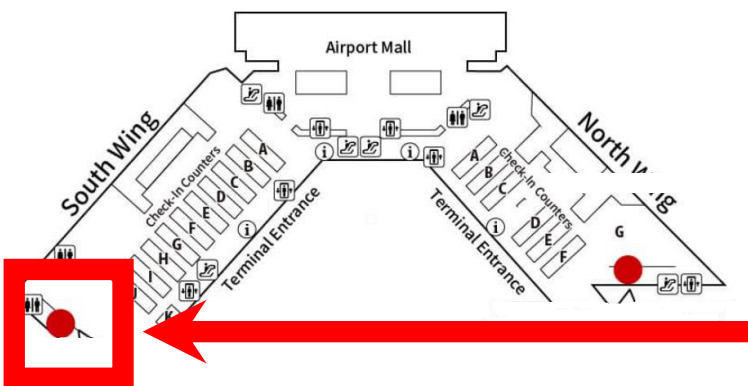 Airport Mall
South Wing
North Wing
Check-In Counters
A
B
C
D
E
F
G
H
I
J
K
Terminal Entrance
Check-In Counters
A
B
C
D
E
F
G
Terminal Entrance
i
i
i
i